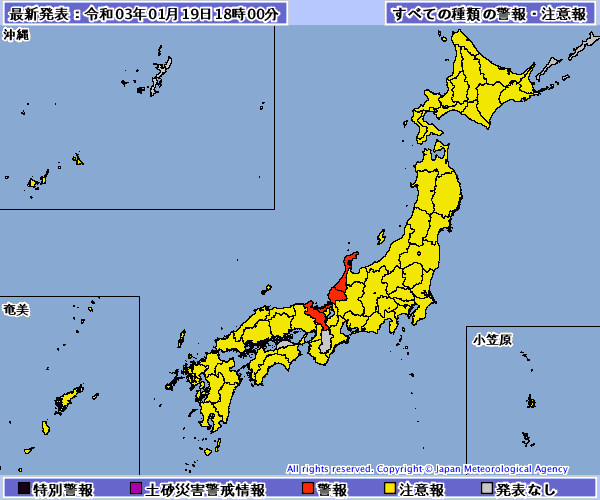 最新発表：令和03年01月19日18時00分
すべての種類の警報・注意報
沖縄
奄美
小笠原
All rights reserved. Copyright © Japan Meteorological Agency
特別警報 土砂災害警戒情報 警報 注意報 発表なし